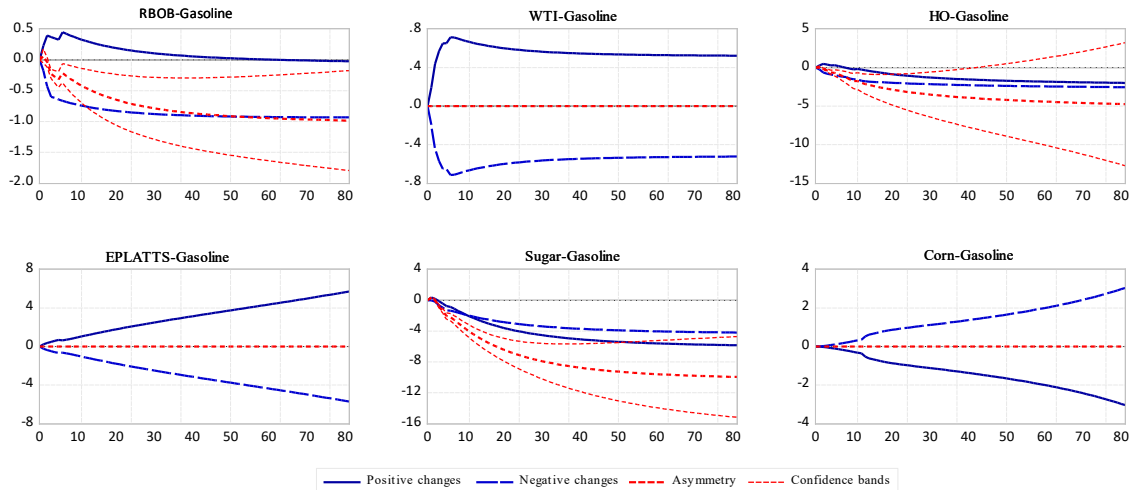 RBOB-Gasoline
0.5
0.0
-0.5
-1.0
-1.5
-2.0
0 10 20 30 40 50 60 70 80
WTI-Gasoline
.8
.4
.0
-.4
-.8
0 10 20 30 40 50 60 70 80
HO-Gasoline
5
0
-5
-10
-15
0 10 20 30 40 50 60 70 80
EPLATTS-Gasoline
8
4
0
-4
-8
0 10 20 30 40 50 60 70 80
Sugar-Gasoline
4
0
-4
-8
-12
-16
0 10 20 30 40 50 60 70 80
Corn-Gasoline
4
2
0
-2
-4
0 10 20 30 40 50 60 70 80
Positive changes Negative changes Asymmetry Confidence bands